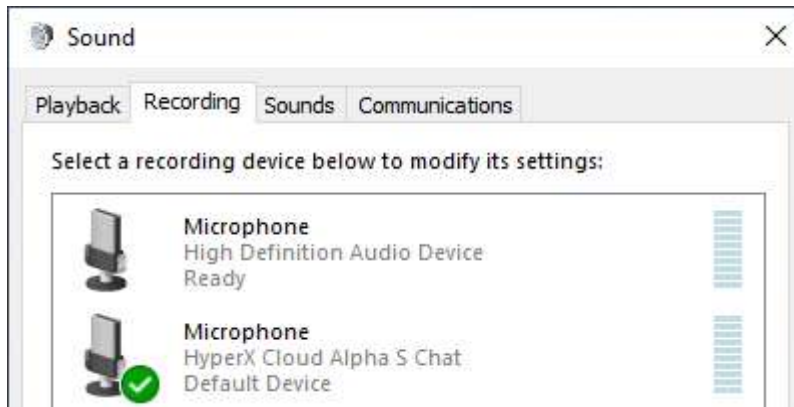 Sound
Playback Recording Sounds Communications
Select a recording device below to modify its settings:
Microphone
High Definition Audio Device
Ready
Microphone
HyperX Cloud Alpha S Chat
Default Device